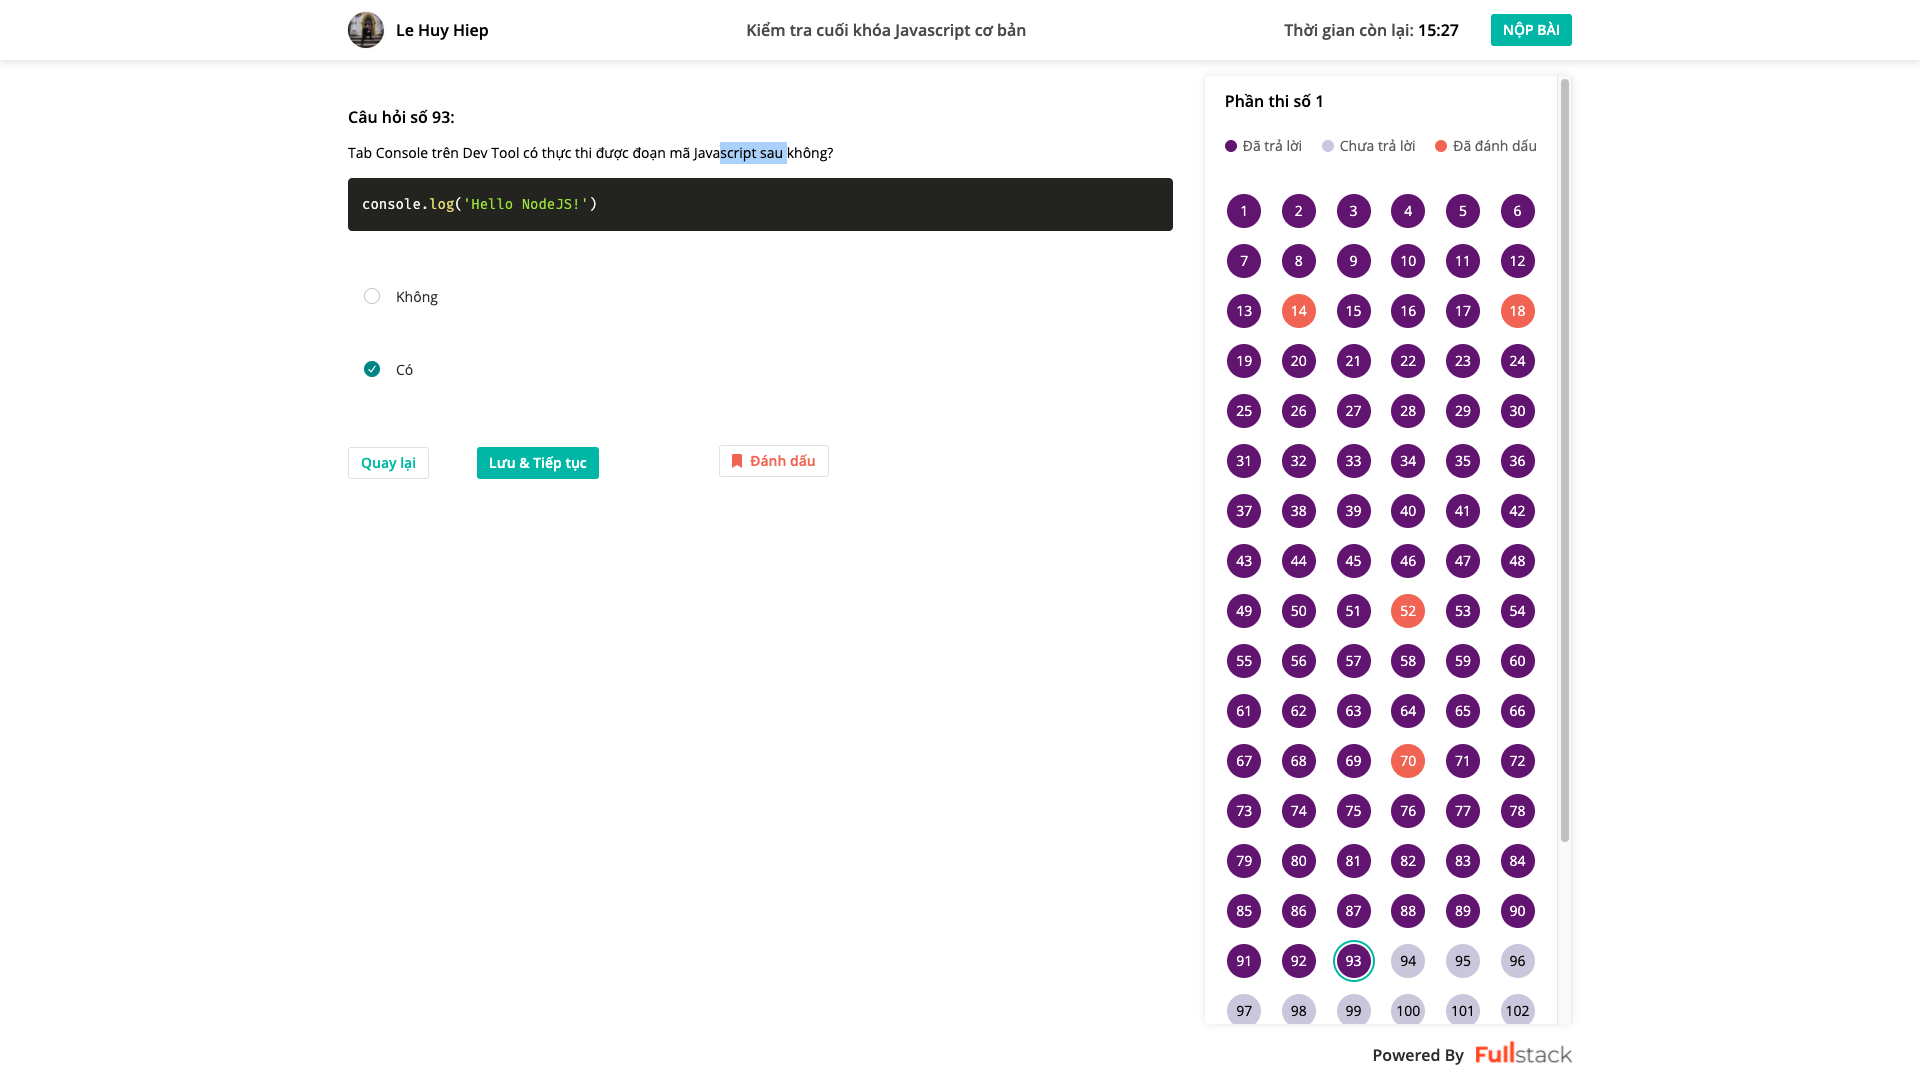 Le Huy Hiep
Kiểm tra cuối khóa Javascript cơ bản
Thời gian còn lại: 15:27
NỘP BÀI
Câu hỏi số 93:
Tab Console trên Dev Tool có thực thi được đoạn mã Javascript sau không?
console.log('Hello NodeJS!')
Không
Có
Quay lại
Lưu & Tiếp tục
Đánh dấu
Phần thi số 1
Đã trả lời
Chưa trả lời
Đã đánh dấu
1 2 3 4 5 6
7 8 9 10 11 12
13 14 15 16 17 18
19 20 21 22 23 24
25 26 27 28 29 30
31 32 33 34 35 36
37 38 39 40 41 42
43 44 45 46 47 48
49 50 51 52 53 54
55 56 57 58 59 60
61 62 63 64 65 66
67 68 69 70 71 72
73 74 75 76 77 78
79 80 81 82 83 84
85 86 87 88 89 90
91 92 93 94 95 96
97 98 99 100 101 102
Powered By Fullstack